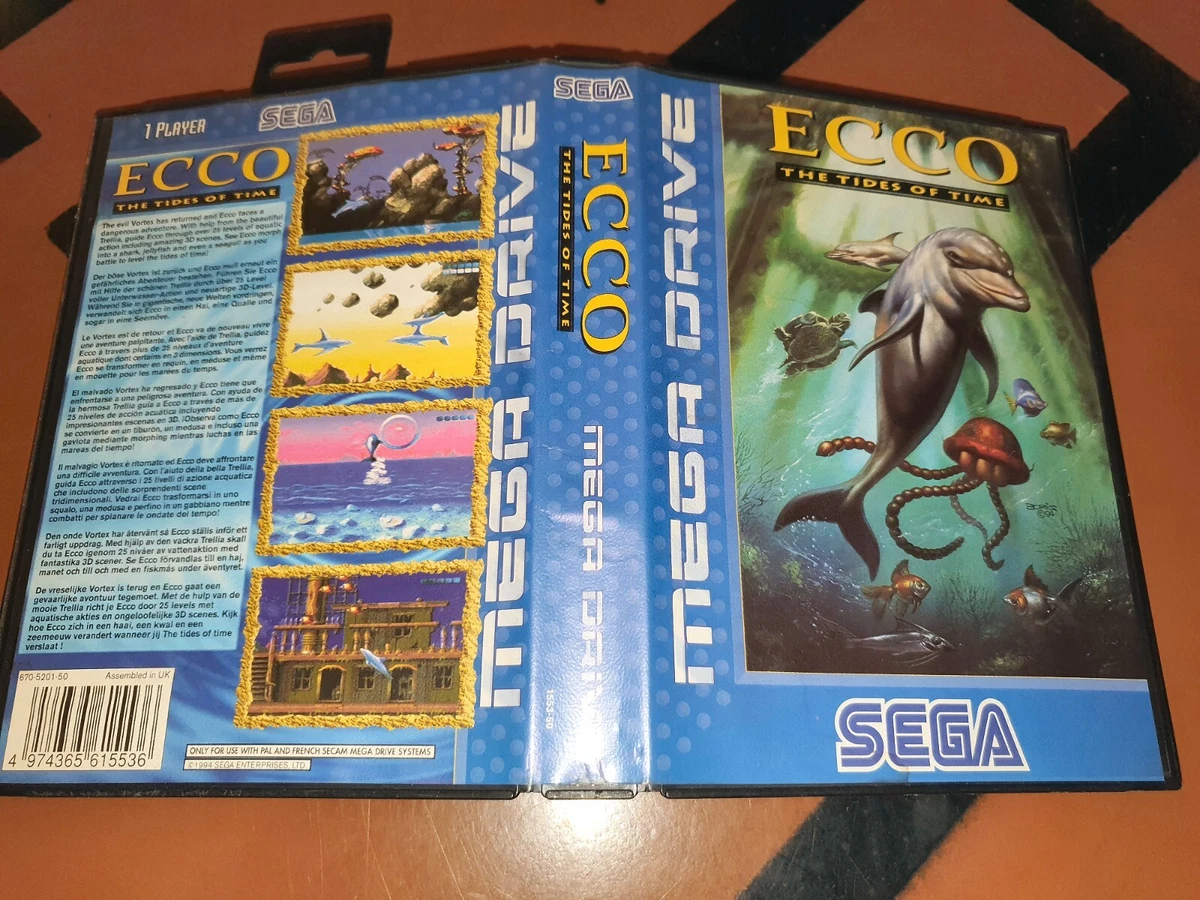 1 PLAYER
SEGA
ECCO
THE TIDES OF TIME
The evil Vortex has returned and Ecco faces a
dangerous adventure. With help from the beautiful
Trellia, guide Ecco through over 25 levels of aquatic
action including amazing 3D scenes. See Ecco morph
into a shark, jellyfish and even a seagull as you
battle to level the tides of time!
Der böse Vortex ist zurück und Ecco muß erneut ein
gefährliches Abenteuer bestehen. Führen Sie Ecco
mit Hilfe der schönen Trellia durch über 25 Level
voller Unterwasser-Action und neuartige 3D-Level.
Während Sie in gigantische, neue Welten vordringen,
verwandelt sich Ecco in einen Hai, eine Qualle und
sogar in eine Seemöve.
Le Vortex est de retour et Ecco va de nouveau vivre
une aventure palpitante. Avec l'aide de Trellia, guidez
Ecco à travers plus de 25 niveaux d'aventure
aquatique dont certains en 3 dimensions. Vous verrez
Ecco se transformer en requin, en méduse et même
en mouette pour les marées du temps.
El malvado Vortex ha regresado y Ecco tiene que
enfrentarse a una peligrosa aventura. Con ayuda de
la hermosa Trellia guía a Ecco a través de más de
25 niveles de acción acuática incluyendo
impresionantes escenas en 3D. ¡Observa como Ecco
se convierte en un tiburón, un medusa e incluso una
gaviota mediante morphing mientras luchas en las
mareas del tiempo!
Il malvagio Vortex è ritornato ed Ecco deve affrontare
una difficile avventura. Con l'aiuto della bella Trellia,
guida Ecco attraverso i 25 livelli di azione acquatica
che includono delle sorprendenti scene
tridimensionali. Vedrai Ecco trasformarsi in uno
squalo, una medusa e perfino in un gabbiano mentre
combatti per spianare le ondate del tempo!
Den onde Vortex har återvänt så Ecco ställs inför ett
farligt uppdrag. Med hjälp av den vackra Trellia skall
du ta Ecco igenom 25 nivåer av vattenaktion med
fantastika 3D scener. Se Ecco förvandlas till en haj,
manet och till och med en fiskmås under äventyret.
De vreselijke Vortex is terug en Ecco gaat een
gevaarlijke avontuur tegemoet. Met de hulp van de
mooie Trellia richt je Ecco door 25 levels met
aquatische akties en ongelooflijke 3D scenes. Kijk
hoe Ecco zich in een haai, een kwal en een
zeemeeuw verandert wanneer jij The tides of time
verslaat !
670-5201-50
Assembled in UK
4 974365 615536
ONLY FOR USE WITH PAL AND FRENCH SECAM MEGA DRIVE SYSTEMS
©1994 SEGA ENTERPRISES, LTD.
MEGA DRIVE
SEGA
ECCO
THE TIDES OF TIME
MEGA DRIVE
1553-50
MEGA DRIVE
ECCO
THE TIDES OF TIME
SEGA